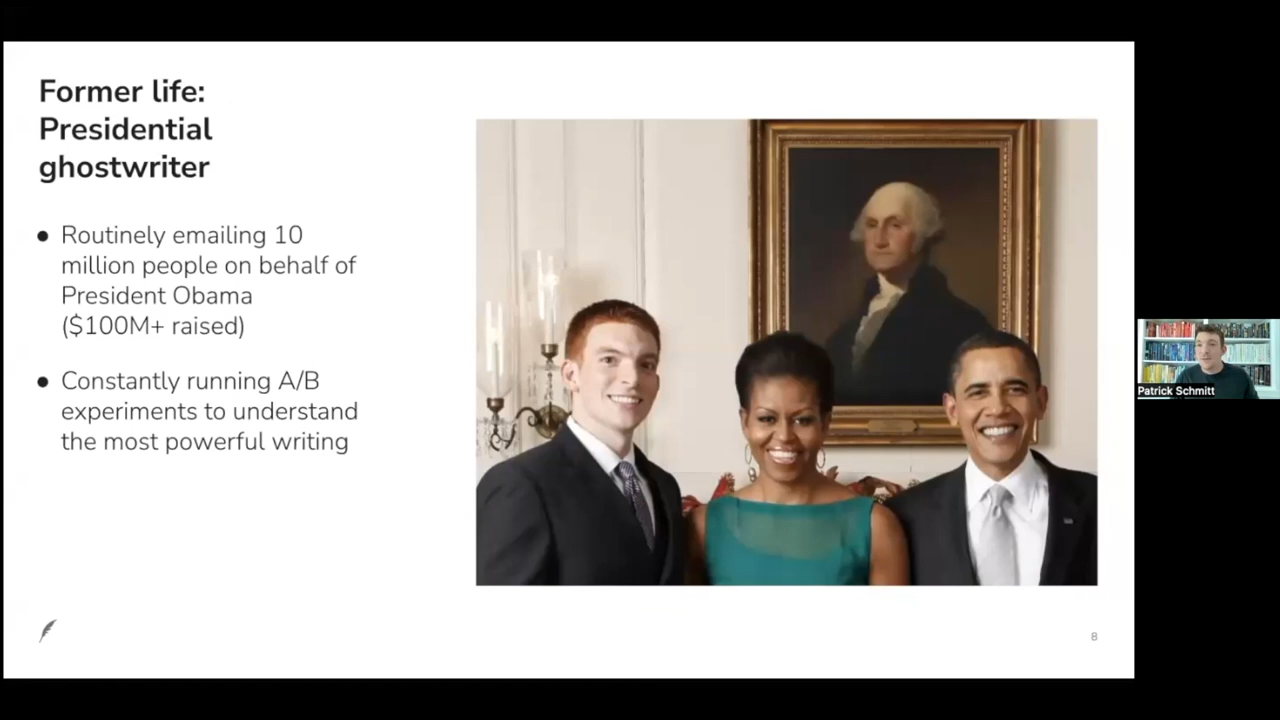 Former life:
Presidential
ghostwriter
● Routinely emailing 10
million people on behalf of
President Obama
($100M+ raised)
● Constantly running A/B
experiments to understand
the most powerful writing
8
Patrick Schmitt